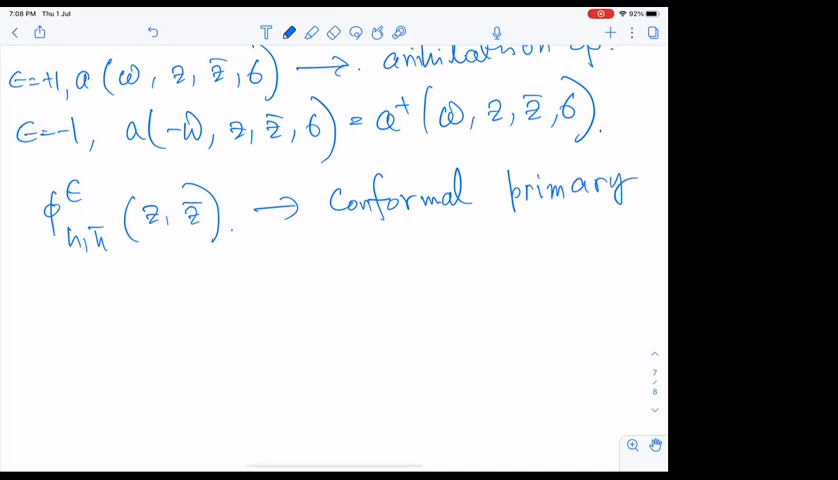 7:08 PM Thu 1 Jul
92%
ϵ=+1, a(ω, z, z̄, σ) → annihilation op.
ϵ=-1, a(-ω, z, z̄, σ) = a†(ω, z, z̄, σ).
ϕ^ϵ_{h,h̄}(z, z̄). → conformal primary
7
/
8